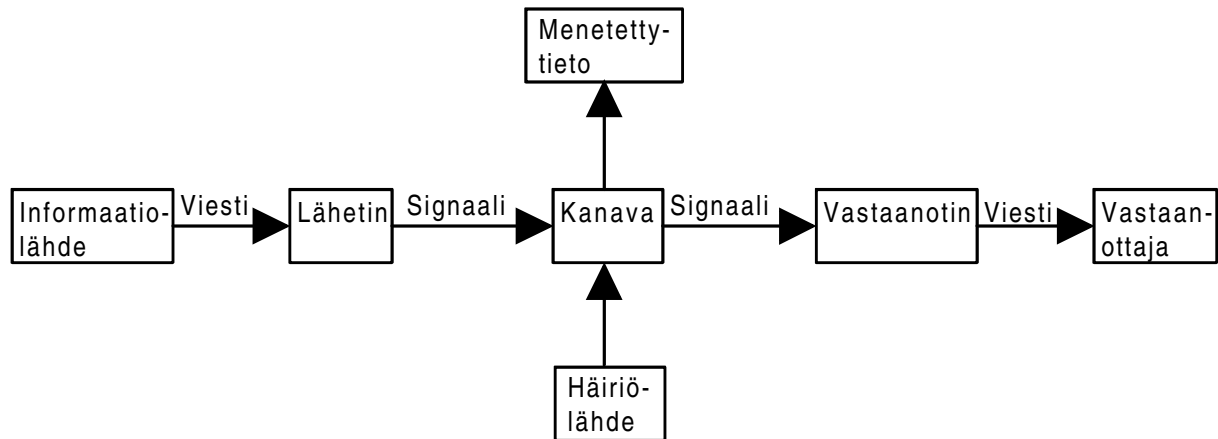 Menetetty-
tieto
Informaatio-
lähde
Viesti
Lähetin
Signaali
Kanava
Signaali
Vastaanotin
Viesti
Vastaan-
ottaja
Häiriö-
lähde